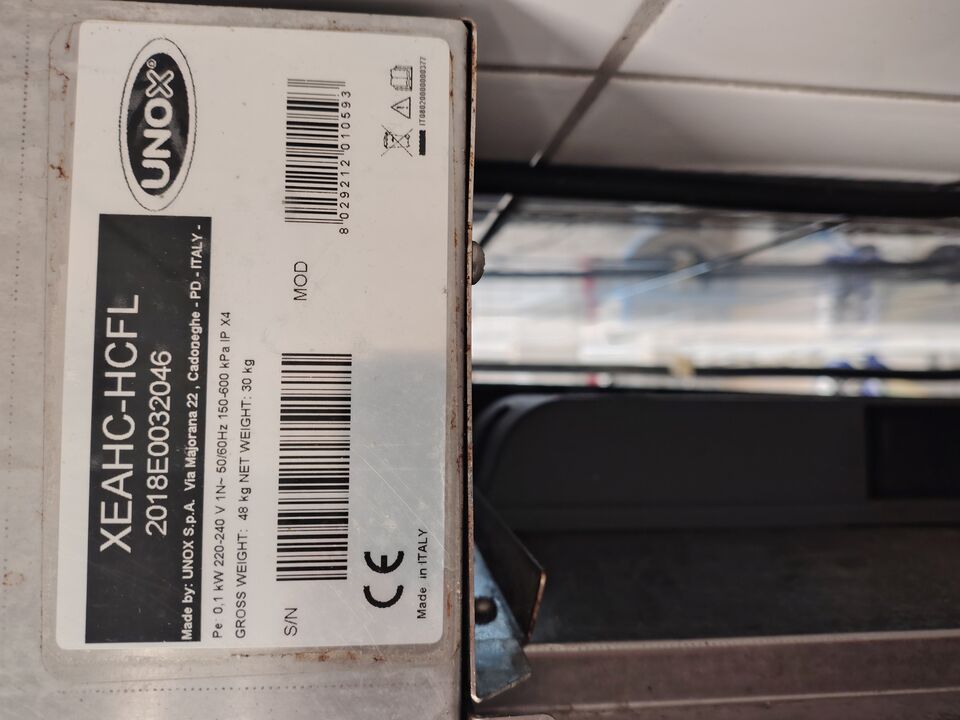 UNOX®
XEAHC-HCFL
2018E0032046
Made by: UNOX S.p.A. Via Majorana 22 , Cadoneghe - PD - ITALY -
Pe: 0,1 kW 220-240 V 1N~ 50/60Hz 150-600 kPa IP X4
GROSS WEIGHT: 48 kg NET WEIGHT: 30 kg
S/N
MOD
8 029212 010593
CE
Made in ITALY
IT08020000000377